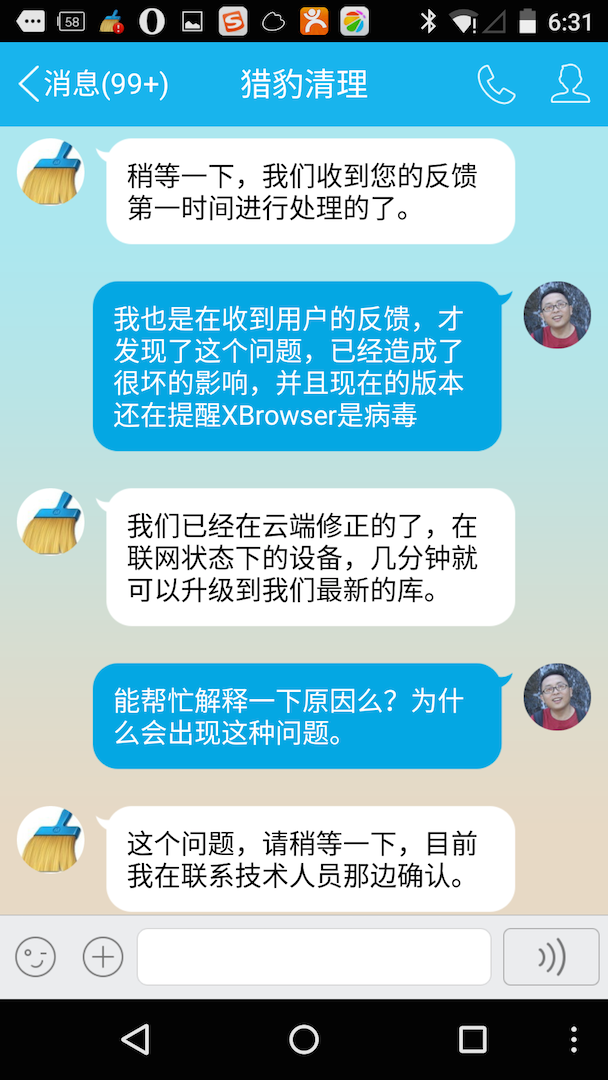 58
6:31
消息(99+)
猎豹清理
稍等一下，我们收到您的反馈
第一时间进行处理的了。
我也是在收到用户的反馈，才
发现了这个问题，已经造成了
很坏的影响，并且现在的版本
还在提醒XBrowser是病毒
我们已经在云端修正的了，在
联网状态下的设备，几分钟就
可以升级到我们最新的库。
能帮忙解释一下原因么？为什
么会出现这种问题。
这个问题，请稍等一下，目前
我在联系技术人员那边确认。